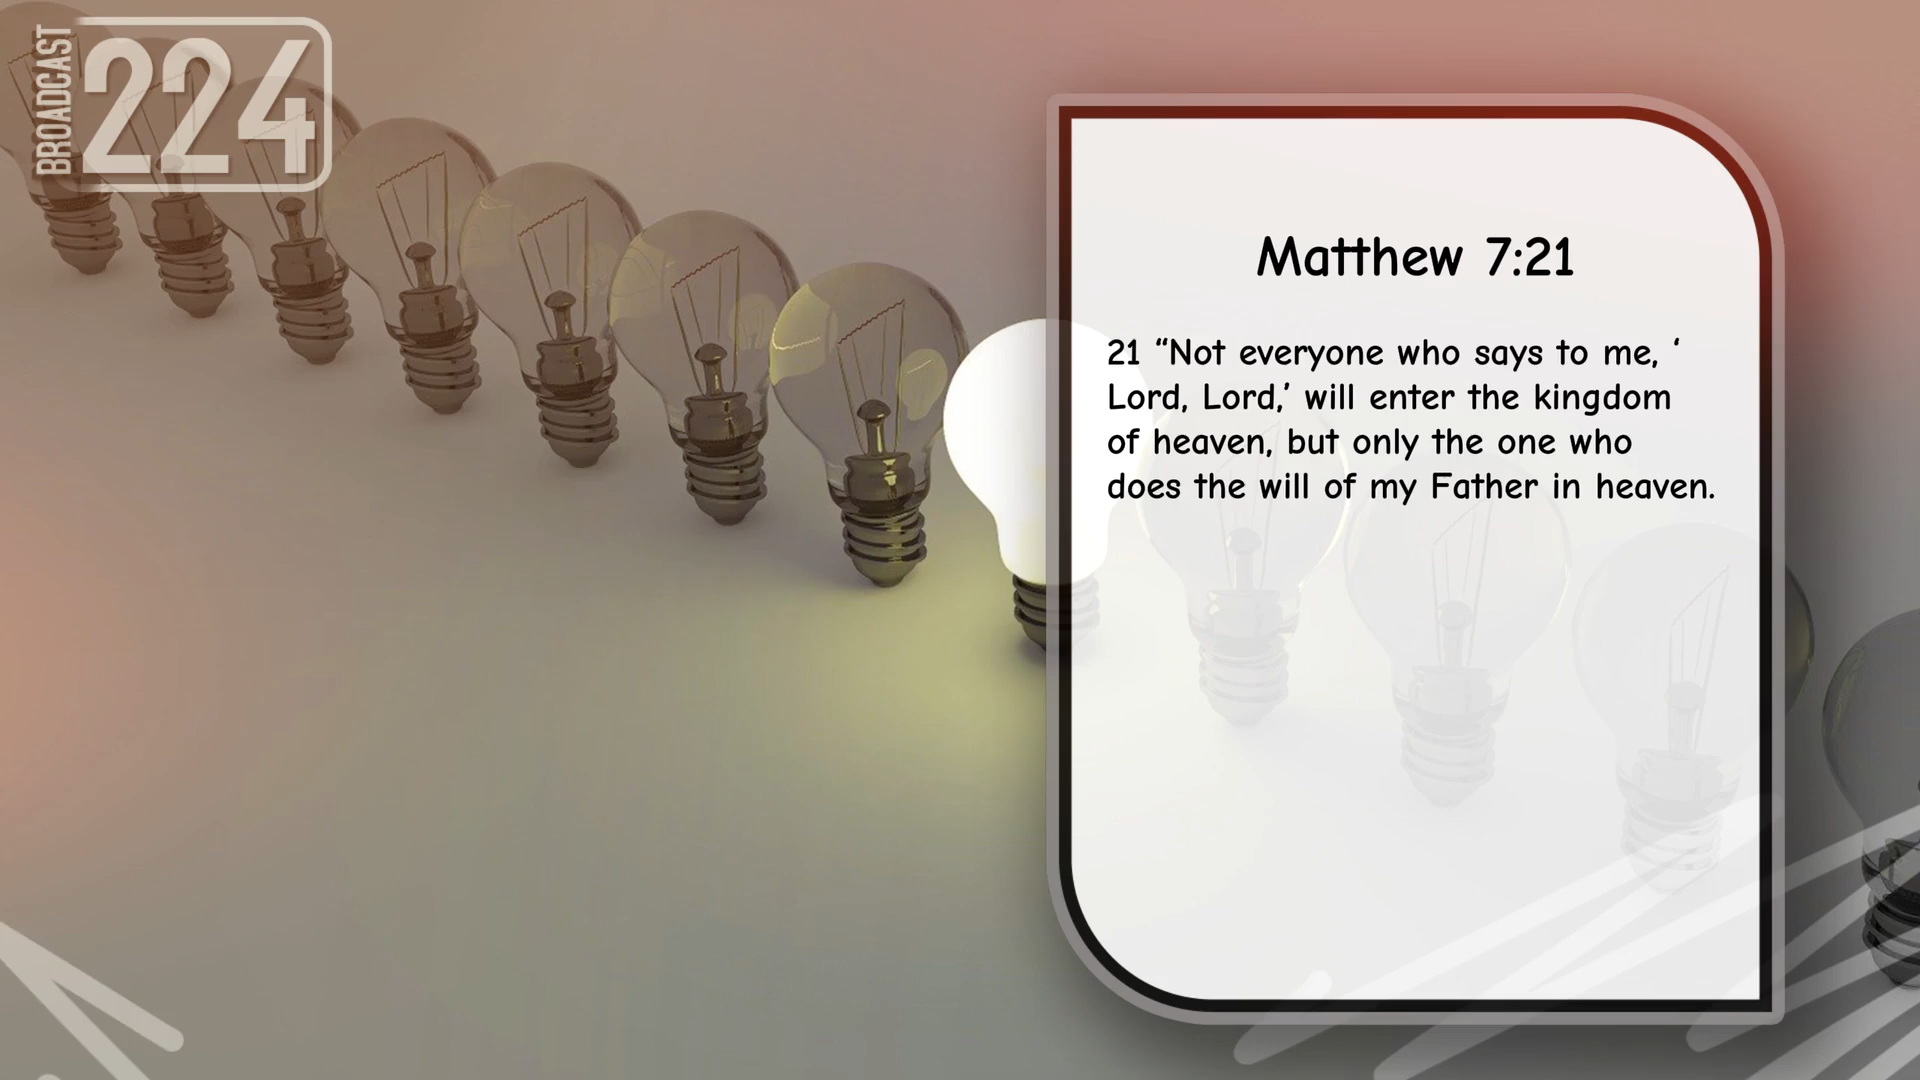 BROADCAST
224
Matthew 7:21
21 “Not everyone who says to me, ‘
Lord, Lord,’ will enter the kingdom
of heaven, but only the one who
does the will of my Father in heaven.